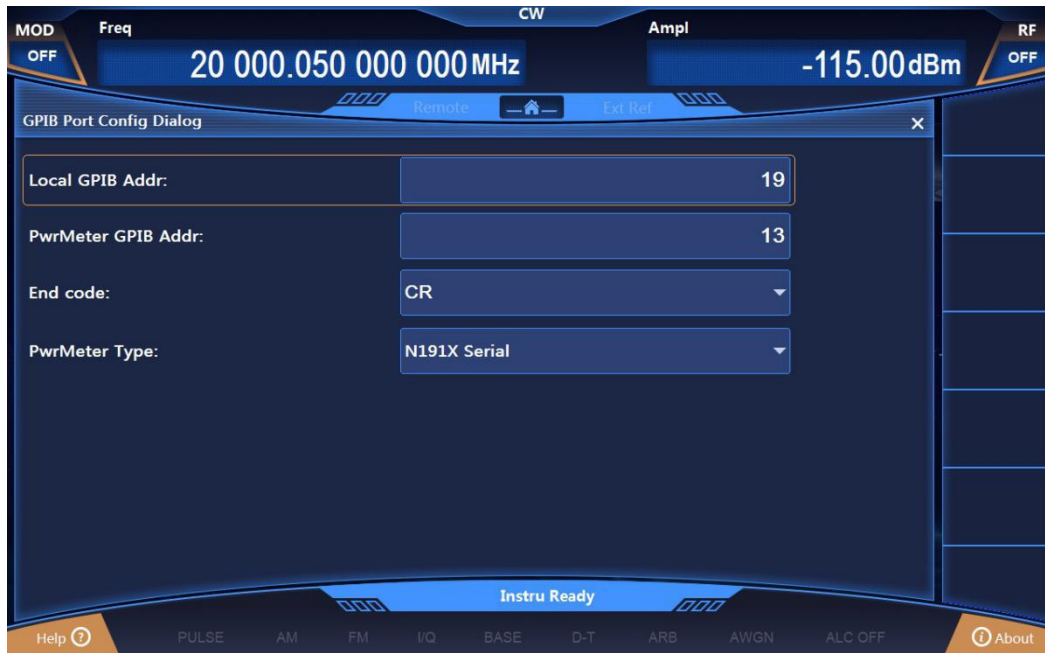 CW
MOD Freq Ampl RF
OFF 20 000.050 000 000 MHz -115.00 dBm OFF
Remote Ext Ref
GPIB Port Config Dialog ×
Local GPIB Addr: 19
PwrMeter GPIB Addr: 13
End code: CR
PwrMeter Type: N191X Serial
Instru Ready
Help ? PULSE AM FM I/Q BASE D-T ARB AWGN ALC OFF i About